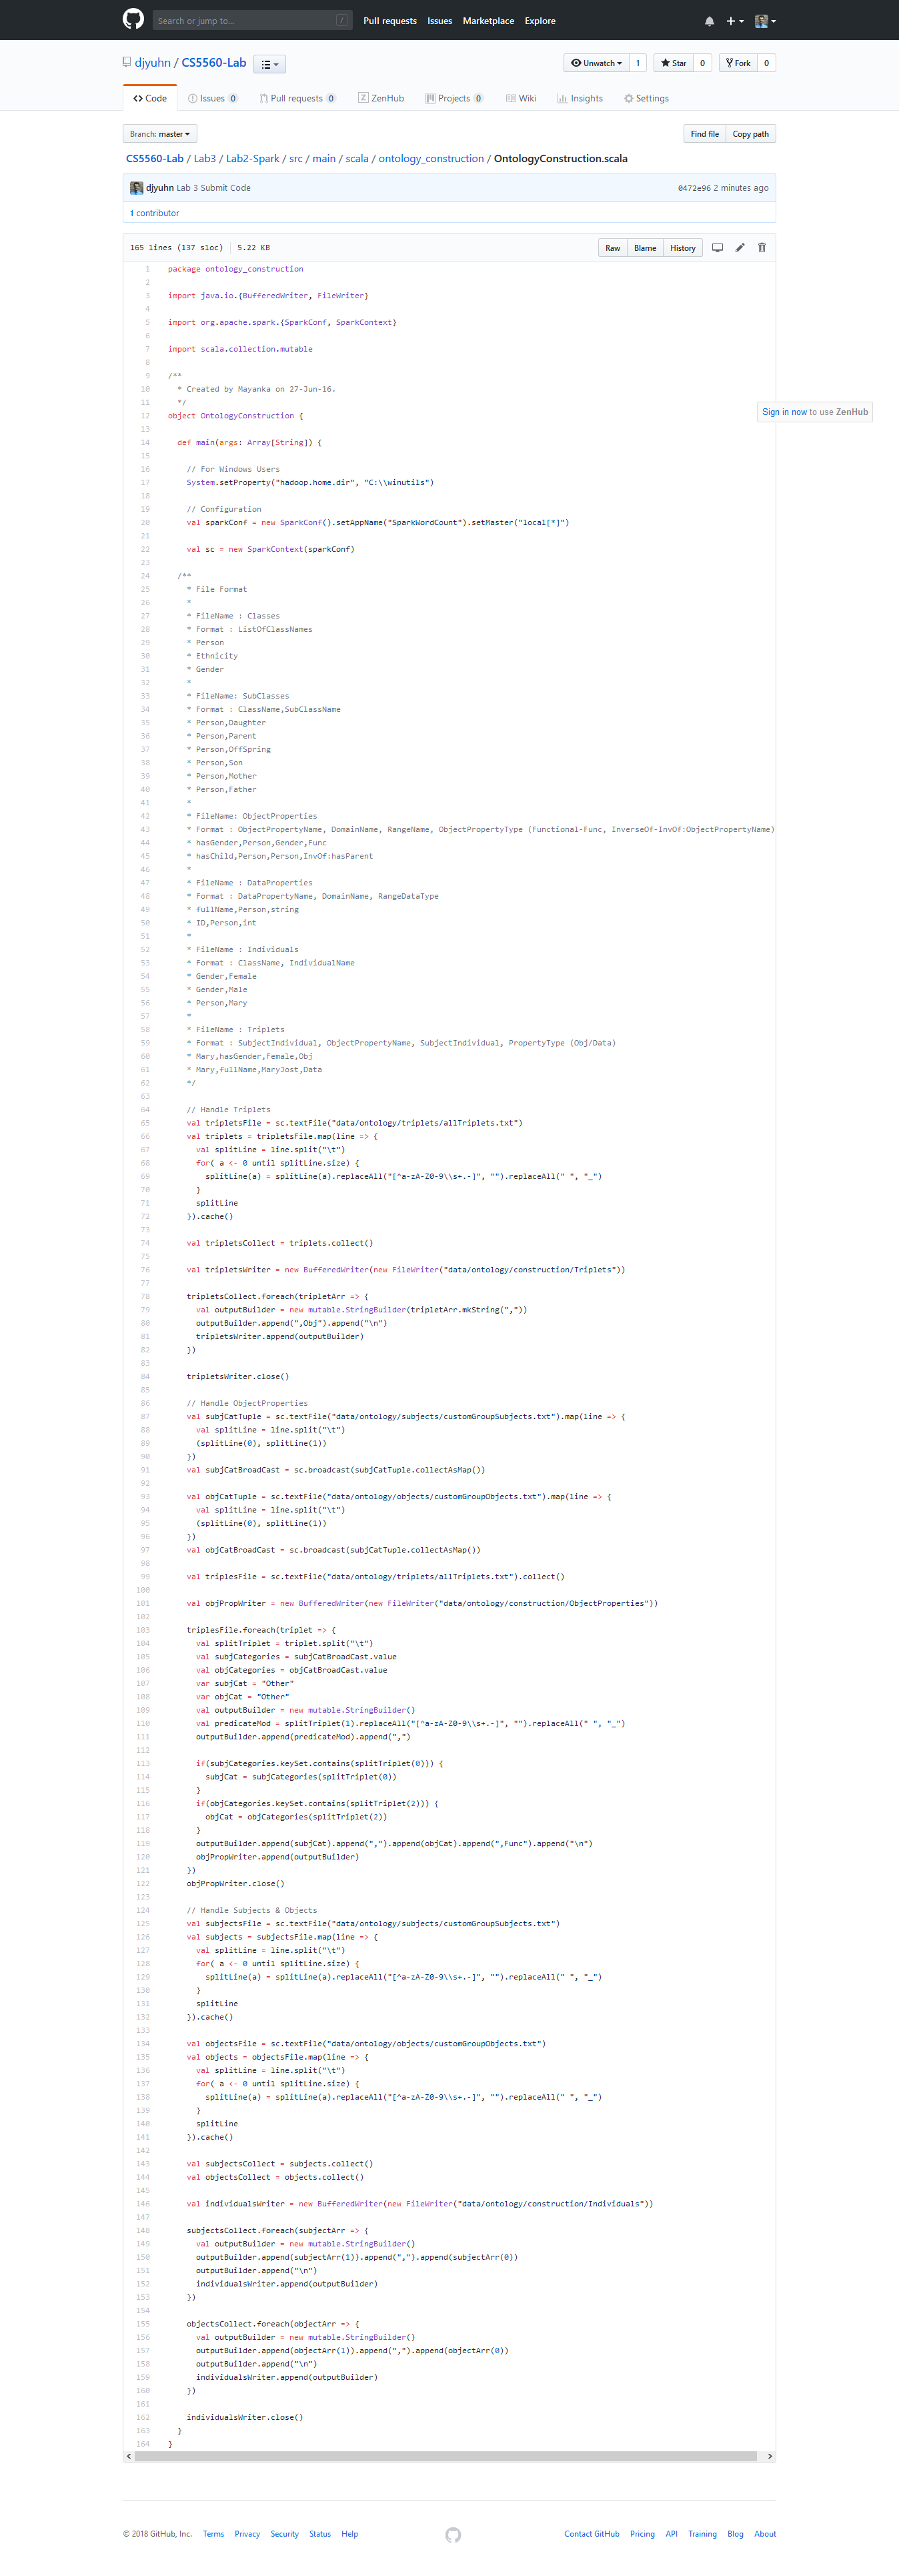 Search or jump to... / Pull requests Issues Marketplace Explore
djyuhn / CS5560-Lab
Unwatch 1 Star 0 Fork 0
Code Issues 0 Pull requests 0 ZenHub Projects 0 Wiki Insights Settings
Branch: master Find file Copy path
CS5560-Lab / Lab3 / Lab2-Spark / src / main / scala / ontology_construction / OntologyConstruction.scala
djyuhn Lab 3 Submit Code 0472e96 2 minutes ago
1 contributor
165 lines (137 sloc) 5.22 KB Raw Blame History
1 package ontology_construction
2
3 import java.io.{BufferedWriter, FileWriter}
4
5 import org.apache.spark.{SparkConf, SparkContext}
6
7 import scala.collection.mutable
8
9 /**
10 * Created by Mayanka on 27-Jun-16.
11 */
Sign in now to use ZenHub
12 object OntologyConstruction {
13
14 def main(args: Array[String]) {
15
16 // For Windows Users
17 System.setProperty("hadoop.home.dir", "C:\\winutils")
18
19 // Configuration
20 val sparkConf = new SparkConf().setAppName("SparkWordCount").setMaster("local[*]")
21
22 val sc = new SparkContext(sparkConf)
23
24 /**
25 * File Format
26 *
27 * FileName : Classes
28 * Format : ListOfClassNames
29 * Person
30 * Ethnicity
31 * Gender
32 *
33 * FileName: SubClasses
34 * Format : ClassName,SubClassName
35 * Person,Daughter
36 * Person,Parent
37 * Person,OffSpring
38 * Person,Son
39 * Person,Mother
40 * Person,Father
41 *
42 * FileName: ObjectProperties
43 * Format : ObjectPropertyName, DomainName, RangeName, ObjectPropertyType (Functional-Func, InverseOf-InvOf:ObjectPropertyName)
44 * hasGender,Person,Gender,Func
45 * hasChild,Person,Person,InvOf:hasParent
46 *
47 * FileName : DataProperties
48 * Format : DataPropertyName, DomainName, RangeDataType
49 * fullName,Person,string
50 * ID,Person,int
51 *
52 * FileName : Individuals
53 * Format : ClassName, IndividualName
54 * Gender,Female
55 * Gender,Male
56 * Person,Mary
57 *
58 * FileName : Triplets
59 * Format : SubjectIndividual, ObjectPropertyName, SubjectIndividual, PropertyType (Obj/Data)
60 * Mary,hasGender,Female,Obj
61 * Mary,fullName,MaryJost,Data
62 */
63
64 // Handle Triplets
65 val tripletsFile = sc.textFile("data/ontology/triplets/allTriplets.txt")
66 val triplets = tripletsFile.map(line => {
67 val splitLine = line.split("\t")
68 for( a <- 0 until splitLine.size) {
69 splitLine(a) = splitLine(a).replaceAll("[^a-zA-Z0-9\\s+.-]", "").replaceAll(" ", "_")
70 }
71 splitLine
72 }).cache()
73
74 val tripletsCollect = triplets.collect()
75
76 val tripletsWriter = new BufferedWriter(new FileWriter("data/ontology/construction/Triplets"))
77
78 tripletsCollect.foreach(tripletArr => {
79 val outputBuilder = new mutable.StringBuilder(tripletArr.mkString(","))
80 outputBuilder.append(",Obj").append("\n")
81 tripletsWriter.append(outputBuilder)
82 })
83
84 tripletsWriter.close()
85
86 // Handle ObjectProperties
87 val subjCatTuple = sc.textFile("data/ontology/subjects/customGroupSubjects.txt").map(line => {
88 val splitLine = line.split("\t")
89 (splitLine(0), splitLine(1))
90 })
91 val subjCatBroadCast = sc.broadcast(subjCatTuple.collectAsMap())
92
93 val objCatTuple = sc.textFile("data/ontology/objects/customGroupObjects.txt").map(line => {
94 val splitLine = line.split("\t")
95 (splitLine(0), splitLine(1))
96 })
97 val objCatBroadCast = sc.broadcast(subjCatTuple.collectAsMap())
98
99 val triplesFile = sc.textFile("data/ontology/triplets/allTriplets.txt").collect()
100
101 val objPropWriter = new BufferedWriter(new FileWriter("data/ontology/construction/ObjectProperties"))
102
103 triplesFile.foreach(triplet => {
104 val splitTriplet = triplet.split("\t")
105 val subjCategories = subjCatBroadCast.value
106 val objCategories = objCatBroadCast.value
107 var subjCat = "Other"
108 var objCat = "Other"
109 val outputBuilder = new mutable.StringBuilder()
110 val predicateMod = splitTriplet(1).replaceAll("[^a-zA-Z0-9\\s+.-]", "").replaceAll(" ", "_")
111 outputBuilder.append(predicateMod).append(",")
112
113 if(subjCategories.keySet.contains(splitTriplet(0))) {
114 subjCat = subjCategories(splitTriplet(0))
115 }
116 if(objCategories.keySet.contains(splitTriplet(2))) {
117 objCat = objCategories(splitTriplet(2))
118 }
119 outputBuilder.append(subjCat).append(",").append(objCat).append(",Func").append("\n")
120 objPropWriter.append(outputBuilder)
121 })
122 objPropWriter.close()
123
124 // Handle Subjects & Objects
125 val subjectsFile = sc.textFile("data/ontology/subjects/customGroupSubjects.txt")
126 val subjects = subjectsFile.map(line => {
127 val splitLine = line.split("\t")
128 for( a <- 0 until splitLine.size) {
129 splitLine(a) = splitLine(a).replaceAll("[^a-zA-Z0-9\\s+.-]", "").replaceAll(" ", "_")
130 }
131 splitLine
132 }).cache()
133
134 val objectsFile = sc.textFile("data/ontology/objects/customGroupObjects.txt")
135 val objects = objectsFile.map(line => {
136 val splitLine = line.split("\t")
137 for( a <- 0 until splitLine.size) {
138 splitLine(a) = splitLine(a).replaceAll("[^a-zA-Z0-9\\s+.-]", "").replaceAll(" ", "_")
139 }
140 splitLine
141 }).cache()
142
143 val subjectsCollect = subjects.collect()
144 val objectsCollect = objects.collect()
145
146 val individualsWriter = new BufferedWriter(new FileWriter("data/ontology/construction/Individuals"))
147
148 subjectsCollect.foreach(subjectArr => {
149 val outputBuilder = new mutable.StringBuilder()
150 outputBuilder.append(subjectArr(1)).append(",").append(subjectArr(0))
151 outputBuilder.append("\n")
152 individualsWriter.append(outputBuilder)
153 })
154
155 objectsCollect.foreach(objectArr => {
156 val outputBuilder = new mutable.StringBuilder()
157 outputBuilder.append(objectArr(1)).append(",").append(objectArr(0))
158 outputBuilder.append("\n")
159 individualsWriter.append(outputBuilder)
160 })
161
162 individualsWriter.close()
163 }
164 }
© 2018 GitHub, Inc. Terms Privacy Security Status Help Contact GitHub Pricing API Training Blog About